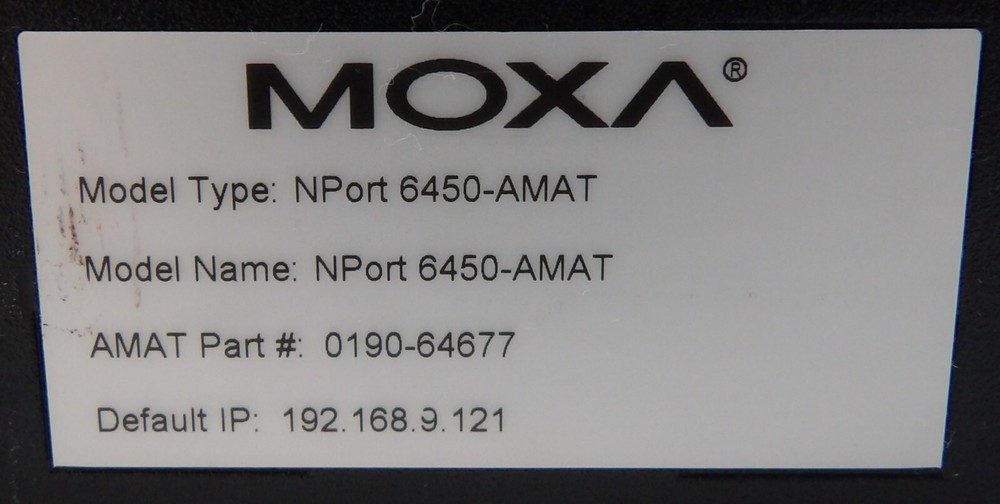 MOXA®
Model Type: NPort 6450-AMAT
Model Name: NPort 6450-AMAT
AMAT Part #: 0190-64677
Default IP: 192.168.9.121